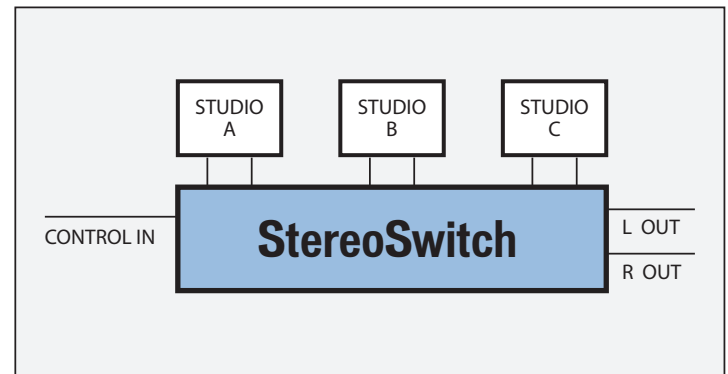 STUDIO
A
STUDIO
B
STUDIO
C
CONTROL IN
StereoSwitch
L OUT
R OUT